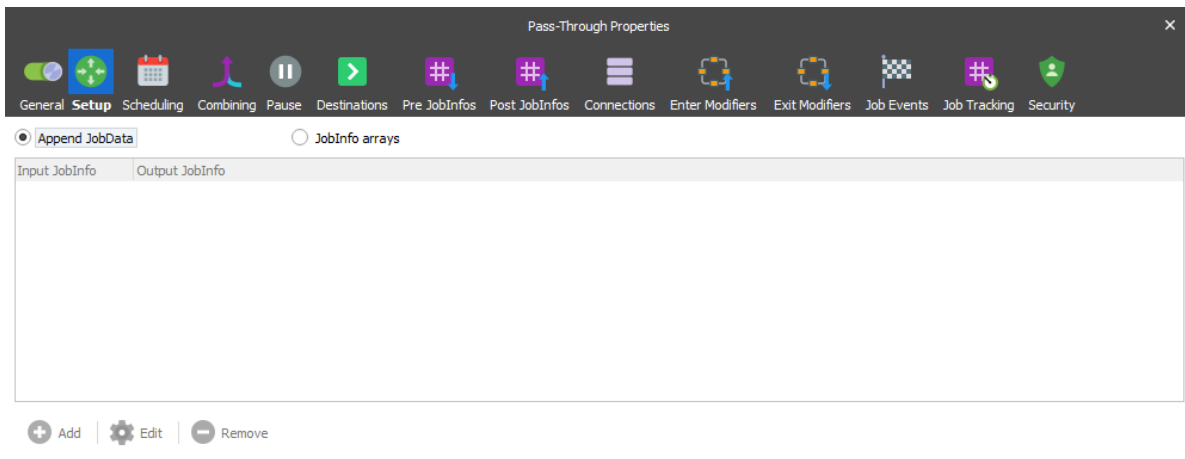 Pass-Through Properties
General Setup Scheduling Combining Pause Destinations Pre JobInfos Post JobInfos Connections Enter Modifiers Exit Modifiers Job Events Job Tracking Security
Append JobData JobInfo arrays
Input JobInfo Output JobInfo
Add Edit Remove